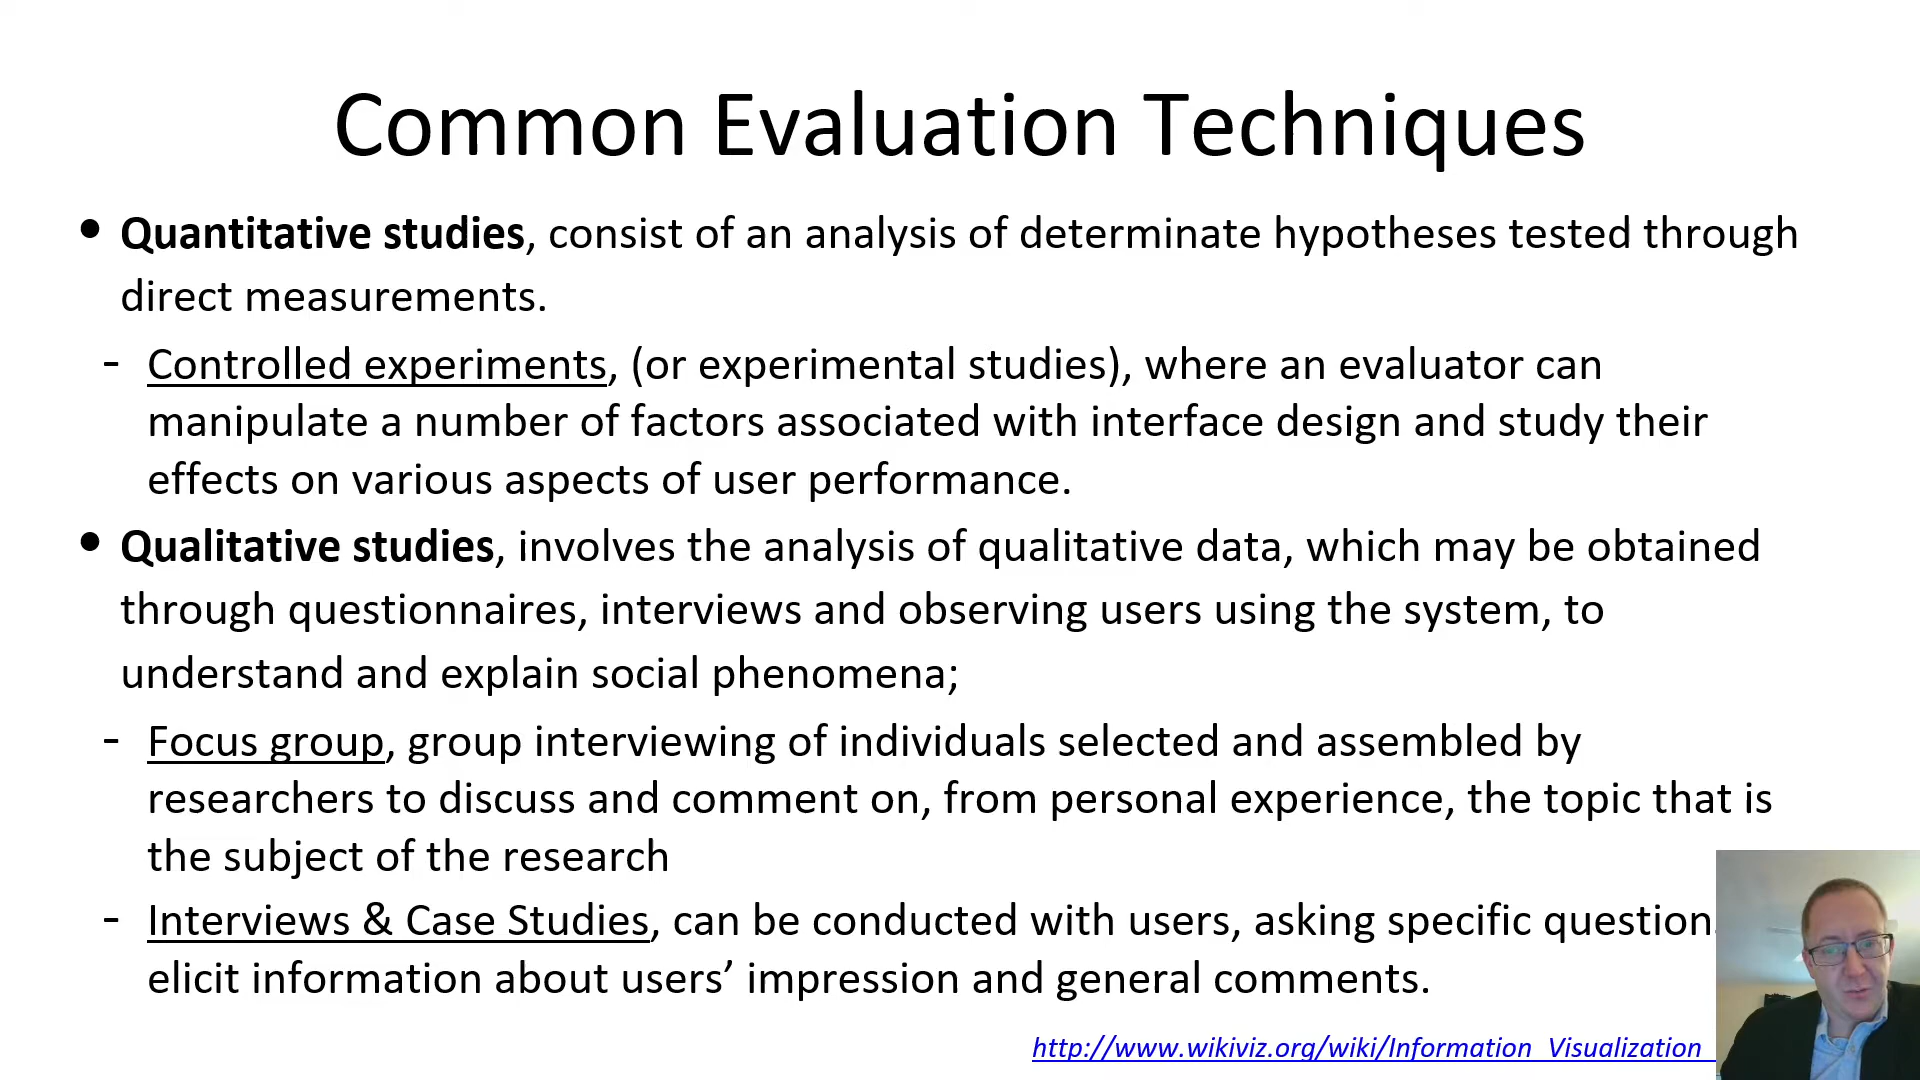 Common Evaluation Techniques
• Quantitative studies, consist of an analysis of determinate hypotheses tested through
direct measurements.
- Controlled experiments, (or experimental studies), where an evaluator can
manipulate a number of factors associated with interface design and study their
effects on various aspects of user performance.
• Qualitative studies, involves the analysis of qualitative data, which may be obtained
through questionnaires, interviews and observing users using the system, to
understand and explain social phenomena;
- Focus group, group interviewing of individuals selected and assembled by
researchers to discuss and comment on, from personal experience, the topic that is
the subject of the research
- Interviews & Case Studies, can be conducted with users, asking specific question
elicit information about users’ impression and general comments.
http://www.wikiviz.org/wiki/Information_Visualization_